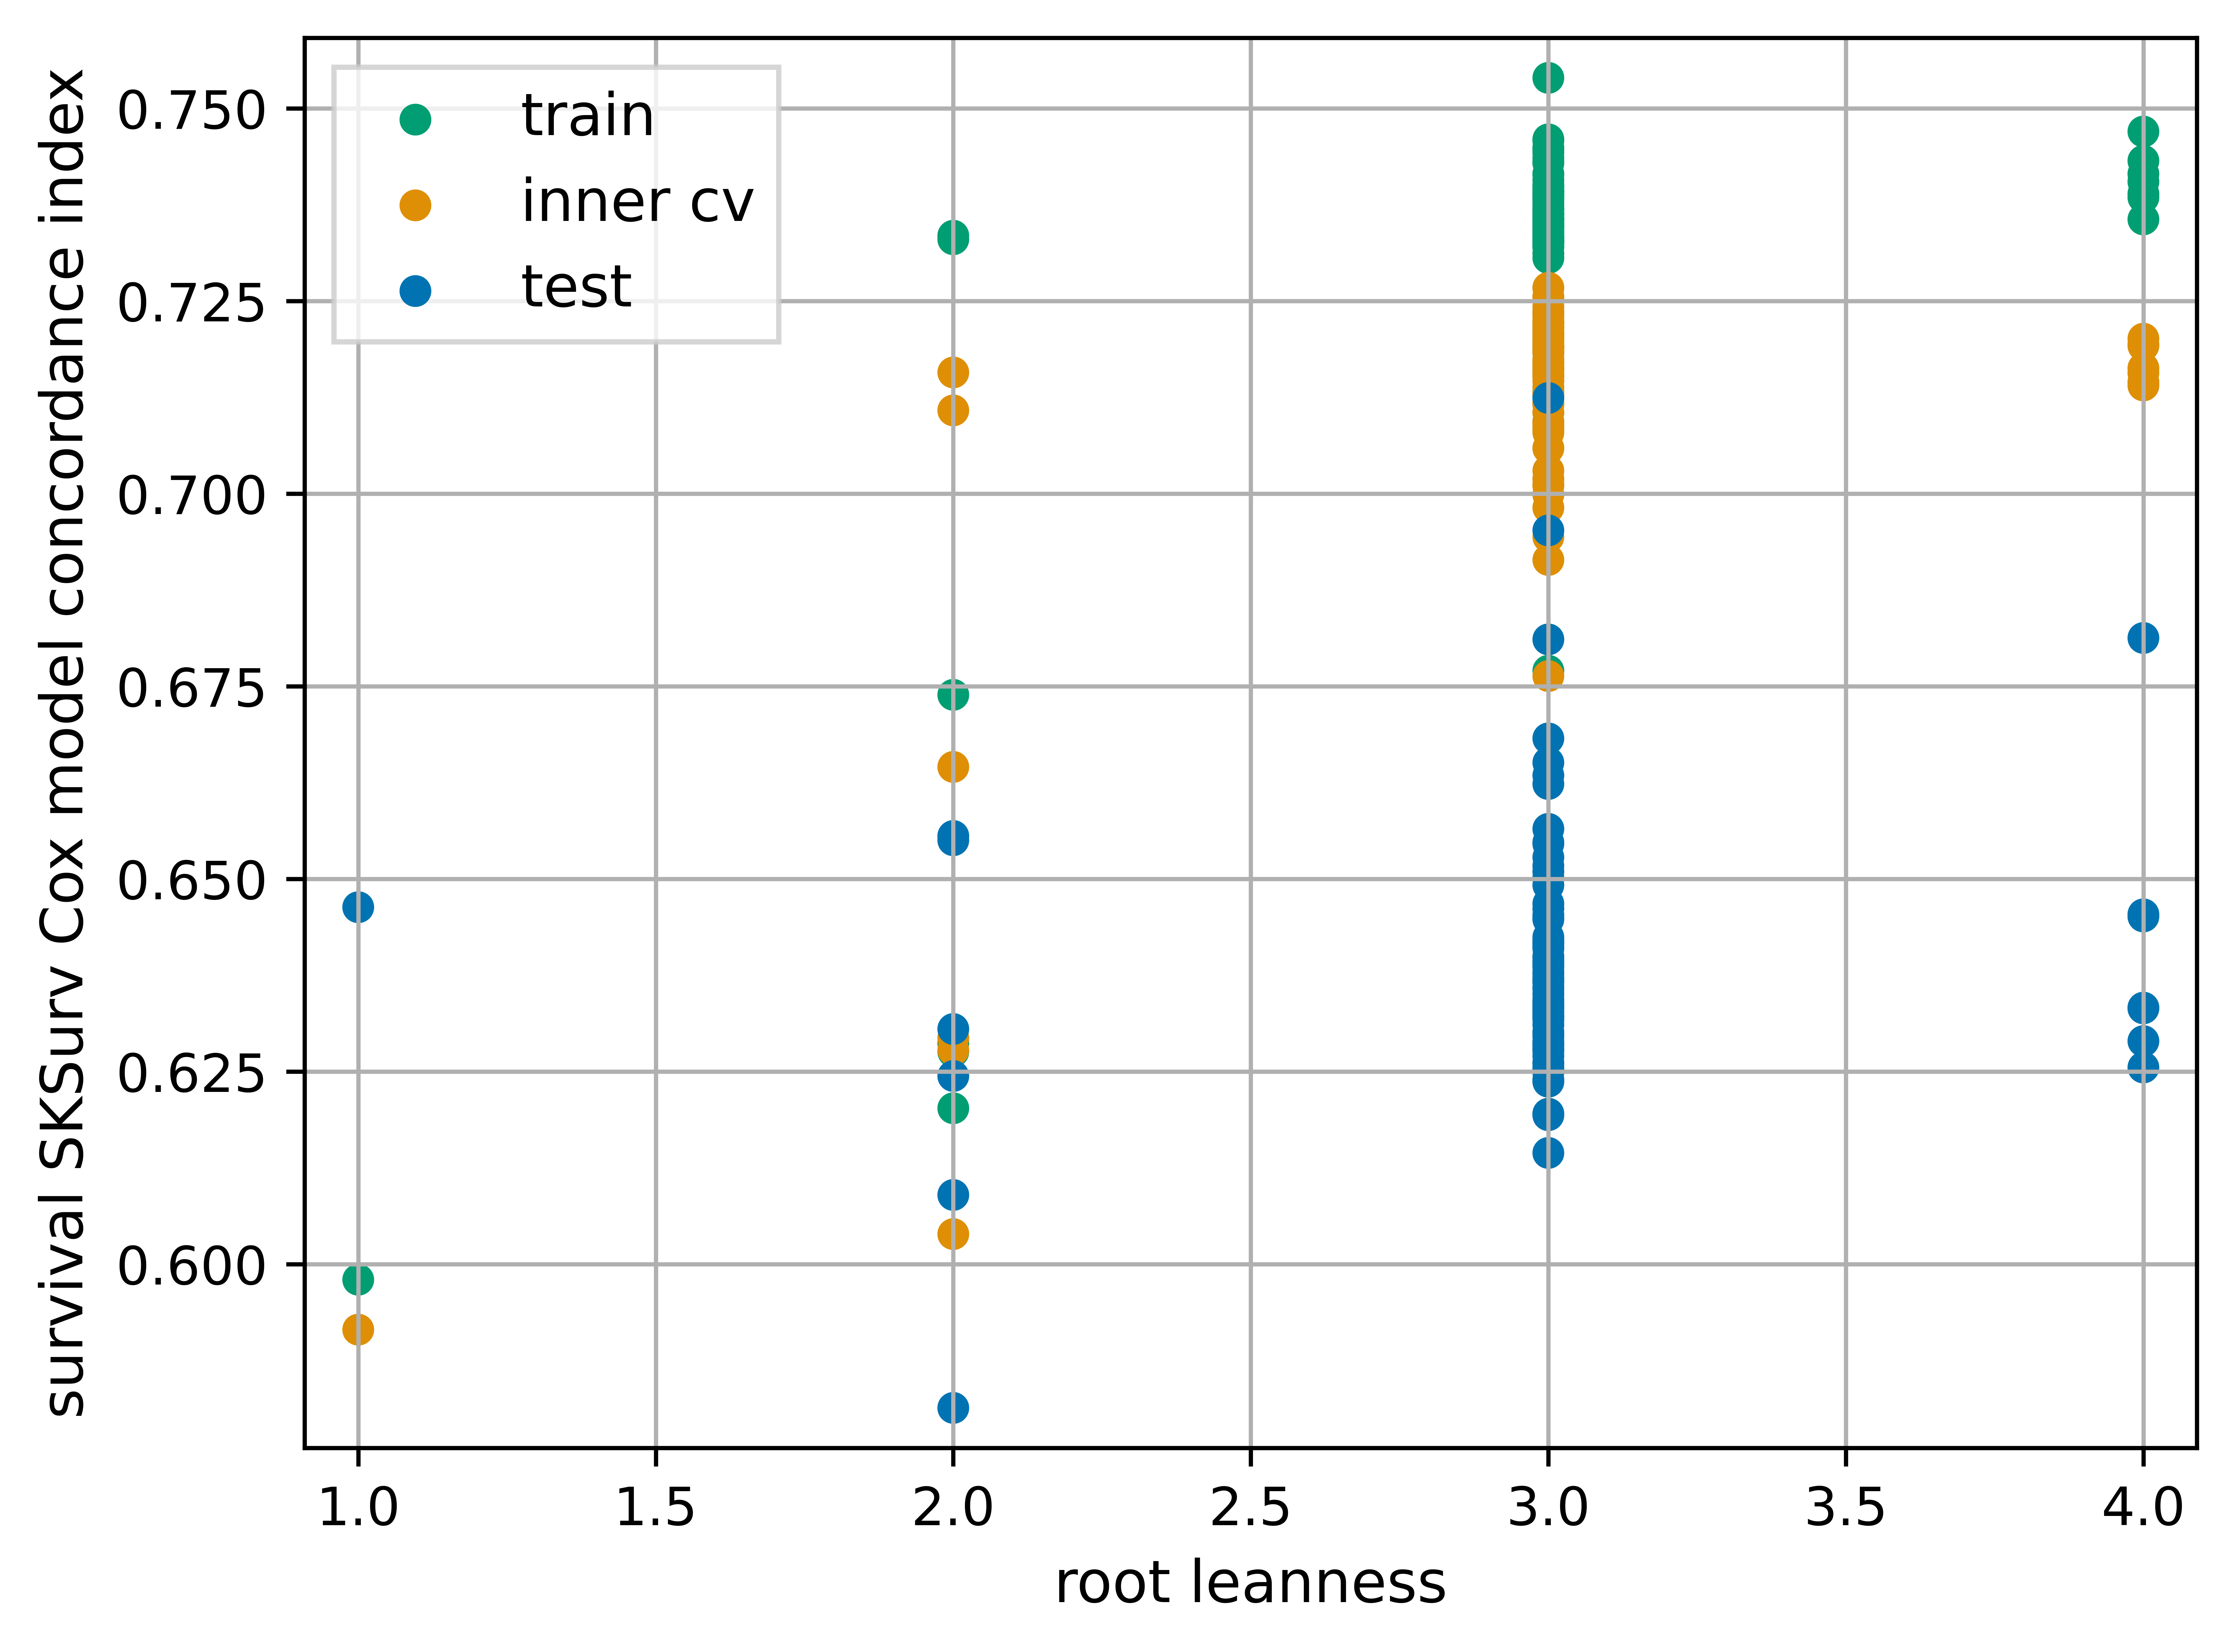 survival SKSurv Cox model concordance index
0.750
0.725
0.700
0.675
0.650
0.625
0.600
train
inner cv
test
1.0 1.5 2.0 2.5 3.0 3.5 4.0
root leanness